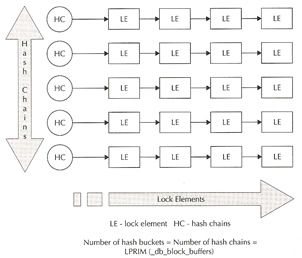 Hash Chains
HC LE LE LE LE
HC LE LE LE LE
HC LE LE LE LE
HC LE LE LE LE
HC LE LE LE LE
Lock Elements
LE - lock element HC - hash chains
Number of hash buckets = Number of hash chains =
LPRIM (_db_block_buffers)